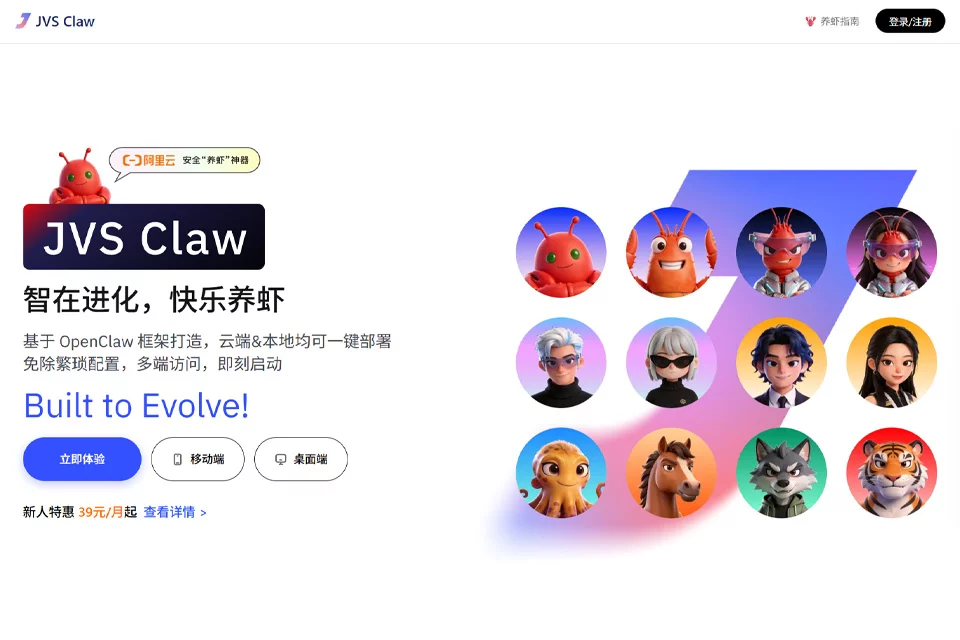 JVS Claw
养虾指南
登录/注册
阿里云 安全“养虾”神器
JVS Claw
智在进化，快乐养虾
基于 OpenClaw 框架打造，云端&本地均可一键部署
免除繁琐配置，多端访问，即刻启动
Built to Evolve!
立即体验
移动端
桌面端
新人特惠 39元/月起 查看详情 >